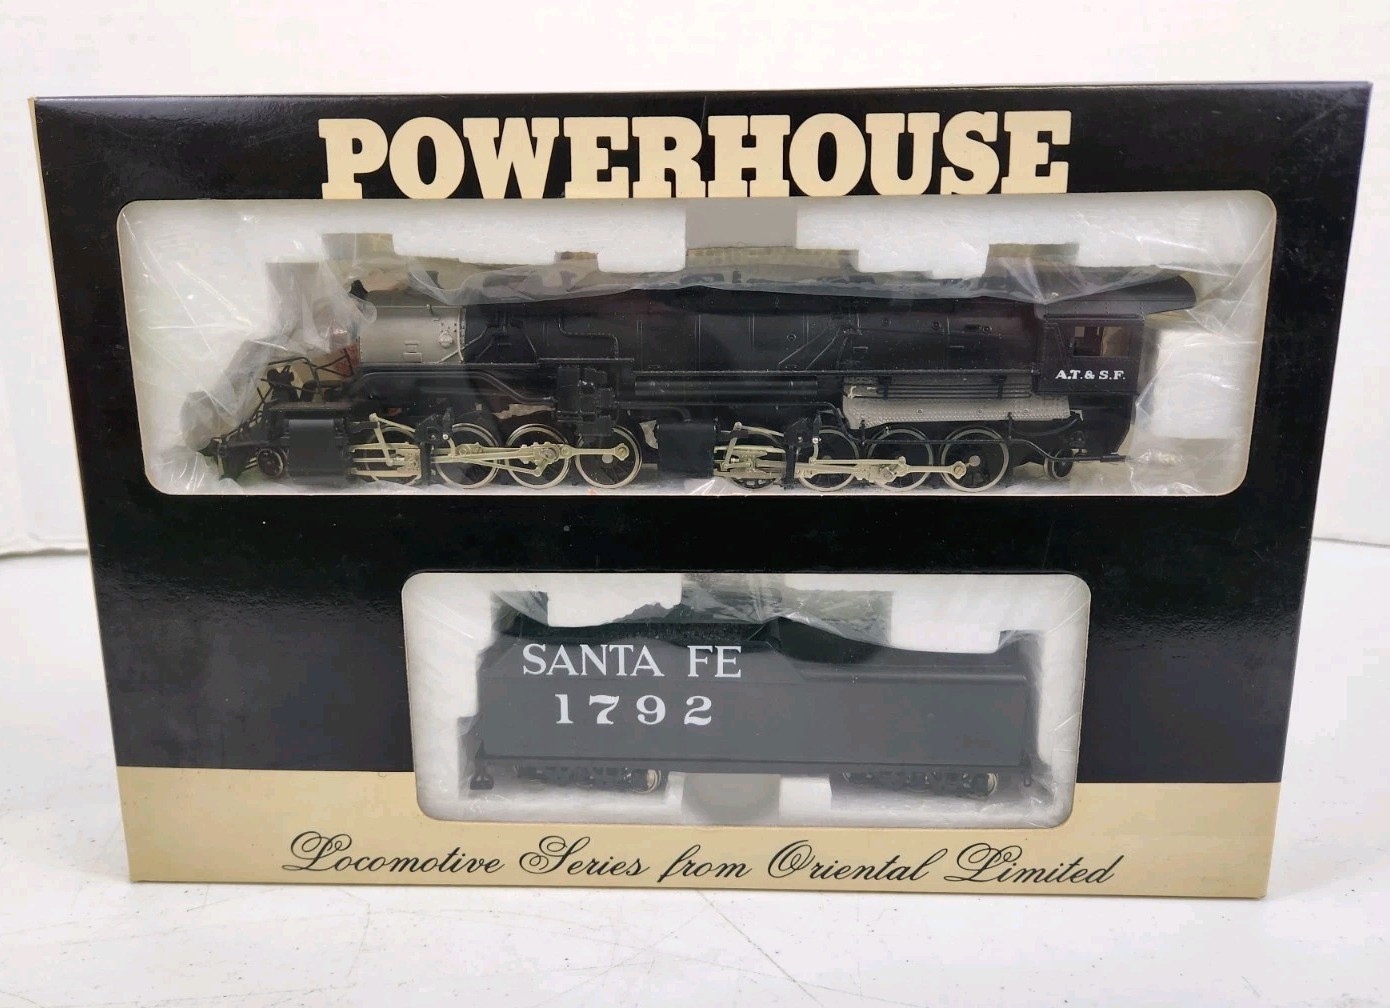 POWERHOUSE
A.T. & S.F.
SANTA FE
1792
Locomotive Series from Oriental Limited